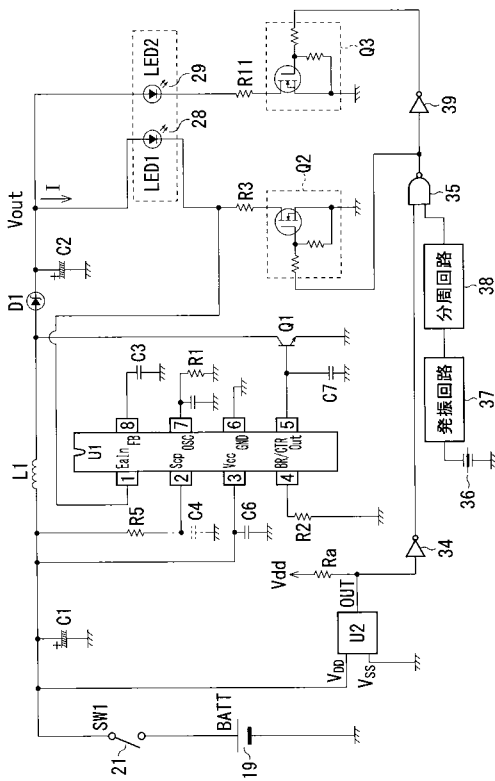 Vout
I
LED2
LED1
29
28
D1
C2
L1
R11
R3
Q3
Q2
Q1
C3
R1
C7
U1
1
EaIn
FB
8
2
Scp
OSC
7
3
Vcc
GND
6
4
BR/CTR
Out
5
R5
C4
C6
R2
C1
SW1
21
BATT
19
Vdd
Ra
OUT
VDD
U2
VSS
34
35
39
36
発振回路
37
分周回路
38